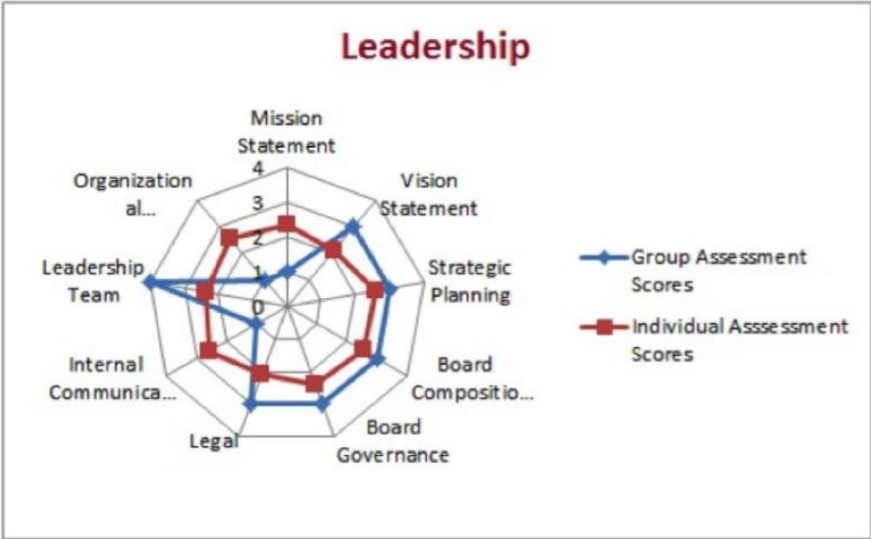 Leadership
Mission
Statement
Vision
Statement
Strategic
Planning
Board
Compositio...
Board
Governance
Legal
Internal
Communica...
Leadership
Team
Organization
al...
4
3
2
1
0
Group Assessment
Scores
Individual Asssessment
Scores